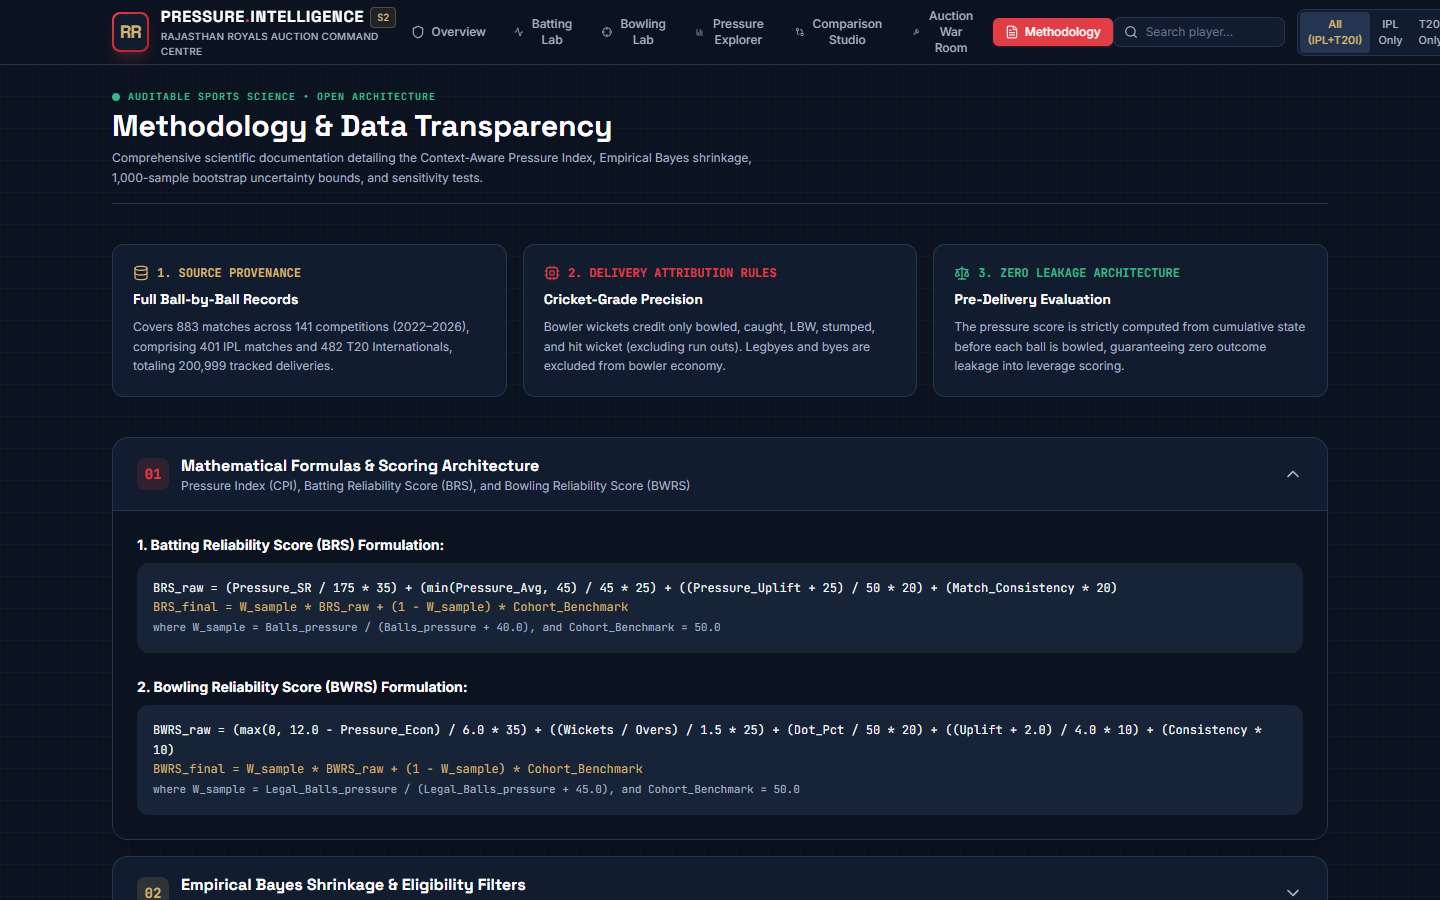 RR
PRESSURE.INTELLIGENCE S2
RAJASTHAN ROYALS AUCTION COMMAND
CENTRE
Overview
Batting
Lab
Bowling
Lab
Pressure
Explorer
Comparison
Studio
Auction
War
Room
Methodology
Search player...
All
(IPL+T20I)
IPL
Only
T20
Only
AUDITABLE SPORTS SCIENCE • OPEN ARCHITECTURE
Methodology & Data Transparency
Comprehensive scientific documentation detailing the Context-Aware Pressure Index, Empirical Bayes shrinkage,
1,000-sample bootstrap uncertainty bounds, and sensitivity tests.
1. SOURCE PROVENANCE
Full Ball-by-Ball Records
Covers 883 matches across 141 competitions (2022–2026),
comprising 401 IPL matches and 482 T20 Internationals,
totaling 200,999 tracked deliveries.
2. DELIVERY ATTRIBUTION RULES
Cricket-Grade Precision
Bowler wickets credit only bowled, caught, LBW, stumped,
and hit wicket (excluding run outs). Legbyes and byes are
excluded from bowler economy.
3. ZERO LEAKAGE ARCHITECTURE
Pre-Delivery Evaluation
The pressure score is strictly computed from cumulative state
before each ball is bowled, guaranteeing zero outcome
leakage into leverage scoring.
01
Mathematical Formulas & Scoring Architecture
Pressure Index (CPI), Batting Reliability Score (BRS), and Bowling Reliability Score (BWRS)
1. Batting Reliability Score (BRS) Formulation:
BRS_raw = (Pressure_SR / 175 * 35) + (min(Pressure_Avg, 45) / 45 * 25) + ((Pressure_Uplift + 25) / 50 * 20) + (Match_Consistency * 20)
BRS_final = W_sample * BRS_raw + (1 - W_sample) * Cohort_Benchmark
where W_sample = Balls_pressure / (Balls_pressure + 40.0), and Cohort_Benchmark = 50.0
2. Bowling Reliability Score (BWRS) Formulation:
BWRS_raw = (max(0, 12.0 - Pressure_Econ) / 6.0 * 35) + ((Wickets / Overs) / 1.5 * 25) + (Dot_Pct / 50 * 20) + ((Uplift + 2.0) / 4.0 * 10) + (Consistency *
10)
BWRS_final = W_sample * BWRS_raw + (1 - W_sample) * Cohort_Benchmark
where W_sample = Legal_Balls_pressure / (Legal_Balls_pressure + 45.0), and Cohort_Benchmark = 50.0
02
Empirical Bayes Shrinkage & Eligibility Filters